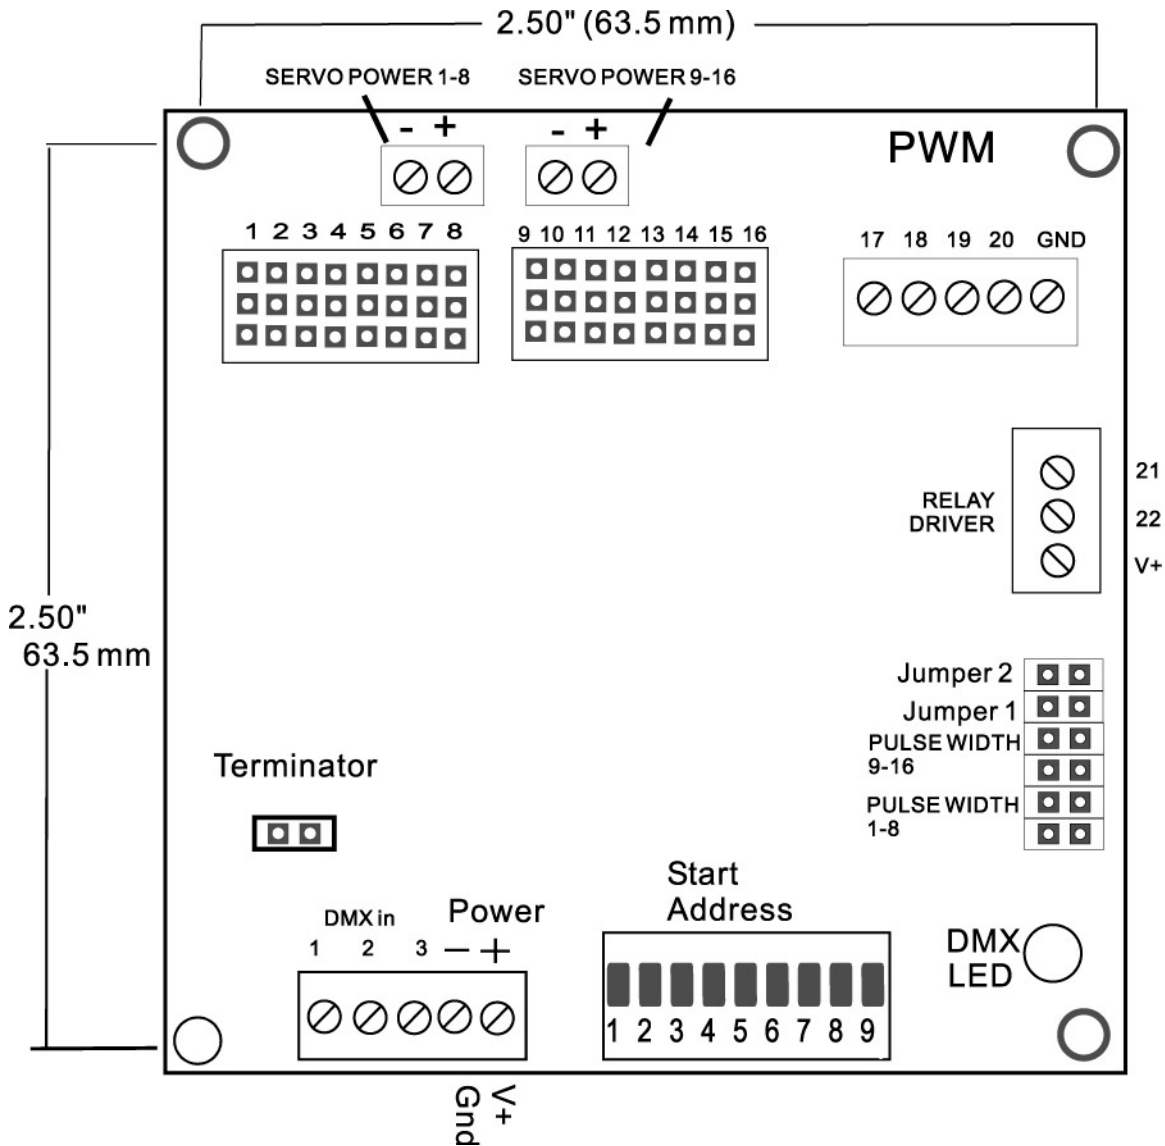 2.50" (63.5 mm)
SERVO POWER 1-8
SERVO POWER 9-16
- +
- +
PWM
1 2 3 4 5 6 7 8
9 10 11 12 13 14 15 16
17 18 19 20 GND
RELAY
DRIVER
21
22
V+
2.50"
63.5 mm
Jumper 2
Jumper 1
PULSE WIDTH
9-16
PULSE WIDTH
1-8
Terminator
DMX in
1 2 3
Power
- +
Start
Address
1 2 3 4 5 6 7 8 9
DMX
LED
V+
Gnd